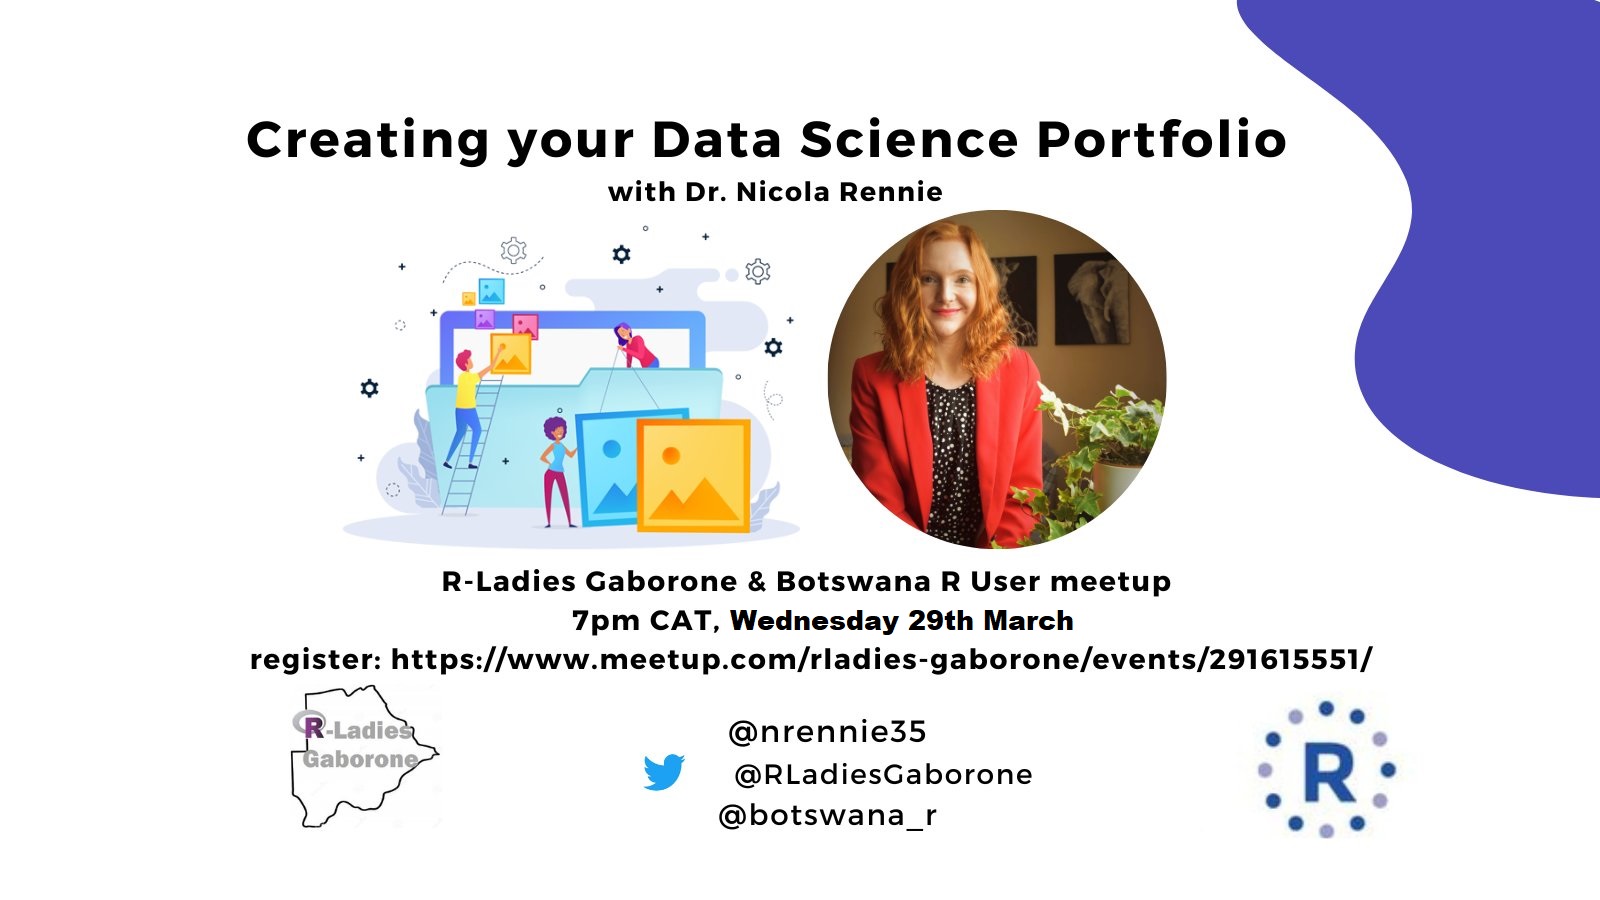 Creating your Data Science Portfolio
with Dr. Nicola Rennie
R-Ladies Gaborone & Botswana R User meetup
7pm CAT, Wednesday 29th March
register: https://www.meetup.com/rladies-gaborone/events/291615551/
R-Ladies
Gaborone
@nrennie35
@RLadiesGaborone
@botswana_r
R